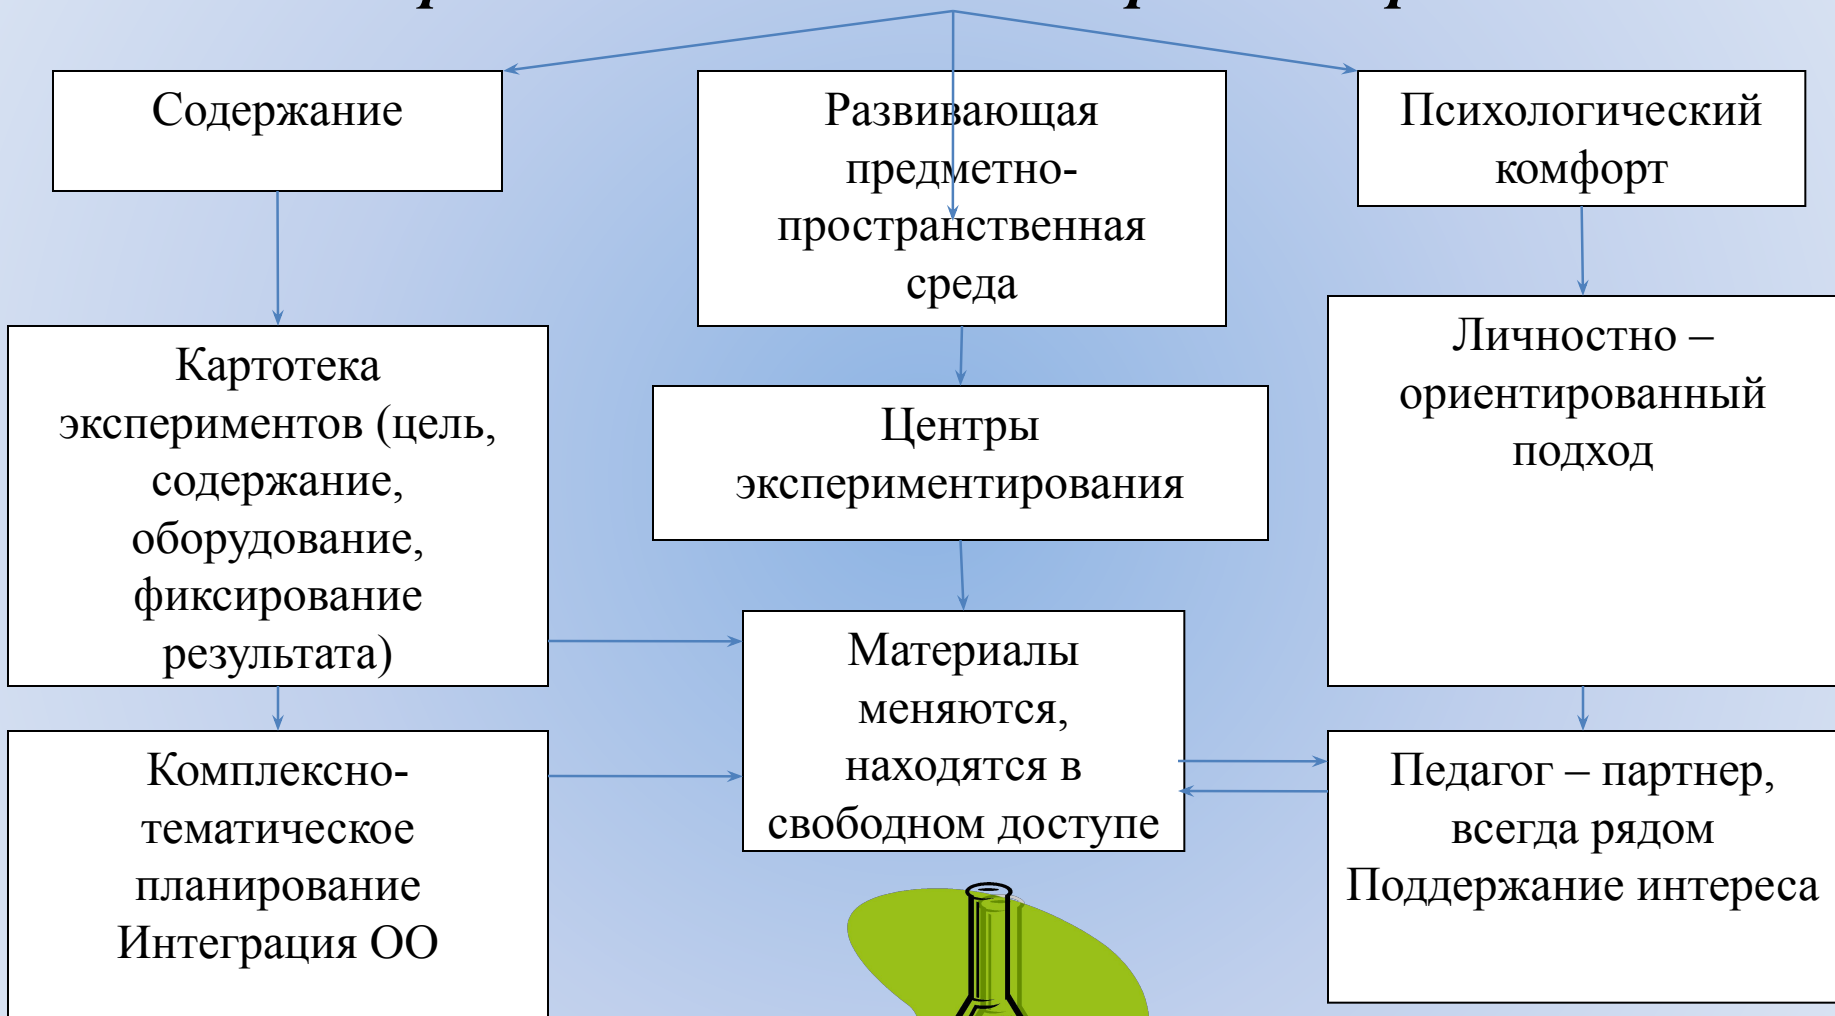 Содержание
Развивающая
предметно-
пространственная
среда
Психологический
комфорт
Картотека
экспериментов (цель,
содержание,
оборудование,
фиксирование
результата)
Центры
экспериментирования
Личностно –
ориентированный
подход
Материалы
меняются,
находятся в
свободном доступе
Комплексно-
тематическое
планирование
Интеграция ОО
Педагог – партнер,
всегда рядом
Поддержание интереса